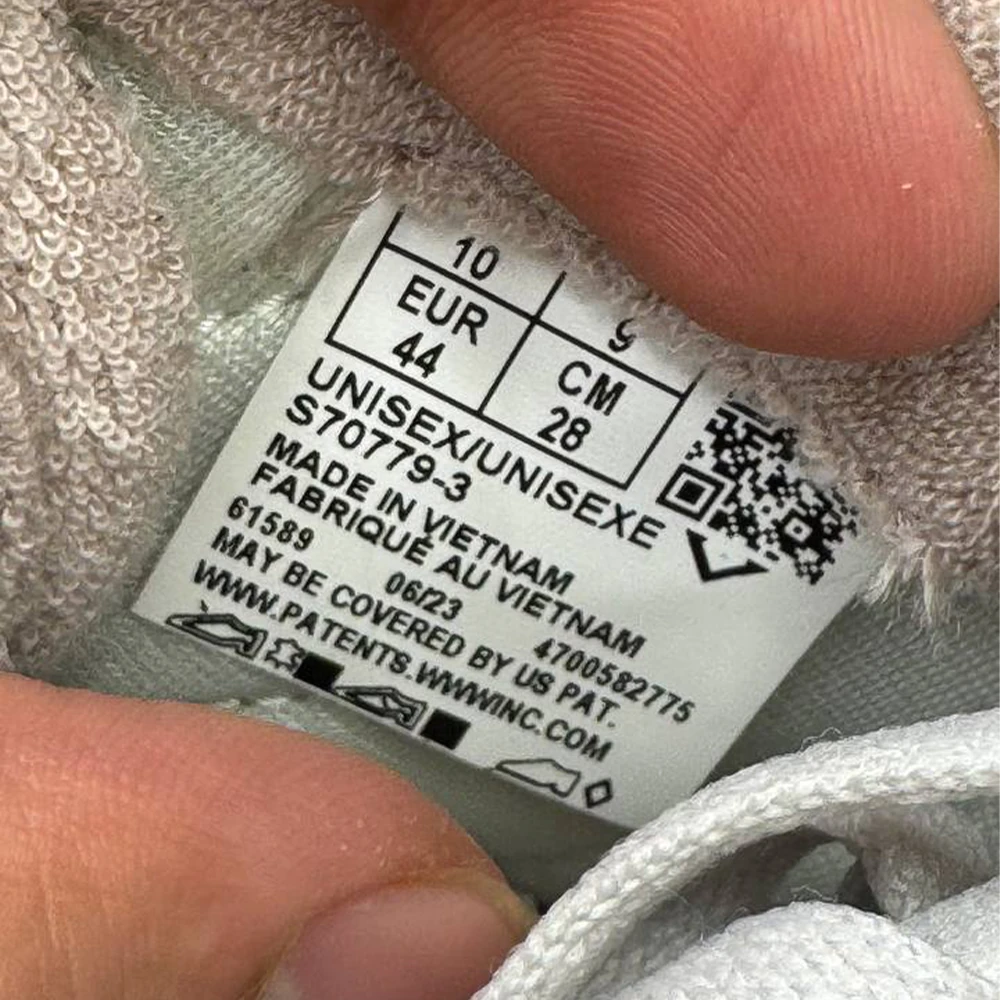 10 9
EUR CM
44 28
UNISEX/UNISEXE
S70779-3
MADE IN VIETNAM
FABRIQUÉ AU VIETNAM
61589 06/23 4700582775
MAY BE COVERED BY US PAT.
WWW.PATENTS.WWWINC.COM